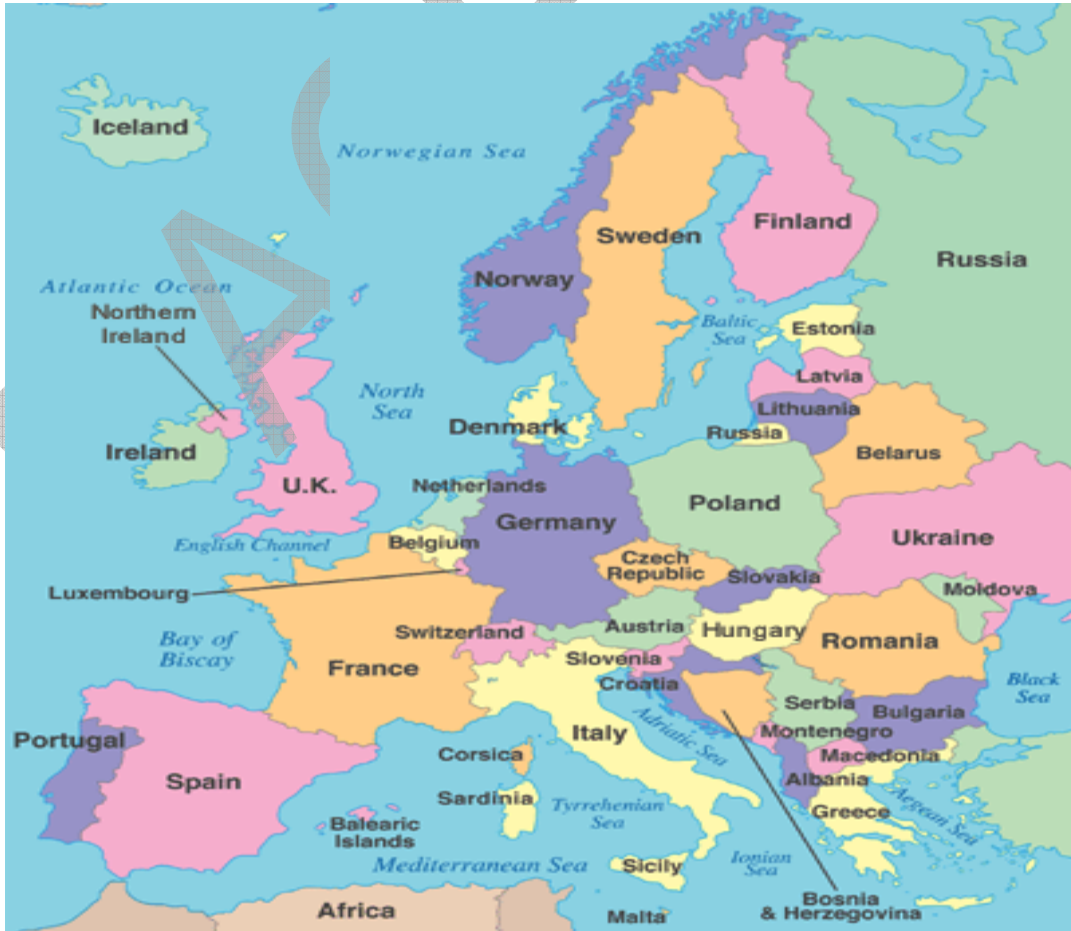 Iceland
Norwegian Sea
Finland
Sweden
Russia
Norway
Atlantic Ocean
Northern
Ireland
Baltic
Sea
Estonia
Latvia
North
Sea
Lithuania
Denmark
Russia
Ireland
Belarus
U.K.
Netherlands
Poland
Germany
Ukraine
English Channel
Belgium
Czech
Republic
Slovakia
Luxembourg
Moldova
Bay of
Biscay
Switzerland
Austria
Hungary
Romania
France
Slovenia
Croatia
Black
Sea
Serbia
Bulgaria
Portugal
Italy
Adriatic Sea
Montenegro
Corsica
Macedonia
Spain
Albania
Sardinia
Tyrrehenian
Sea
Greece
Aegean Sea
Balearic
Islands
Mediterranean Sea
Sicily
Ionian
Sea
Bosnia
& Herzegovina
Africa
Malta